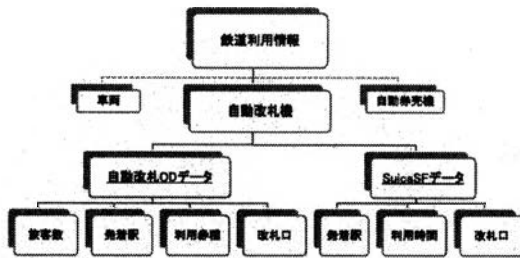 鉄道利用情報
車両
自動改札機
自動券売機
自動改札ODデータ
SuicaSFデータ
旅客数
発着駅
利用券種
改札口
発着駅
利用時間
改札口